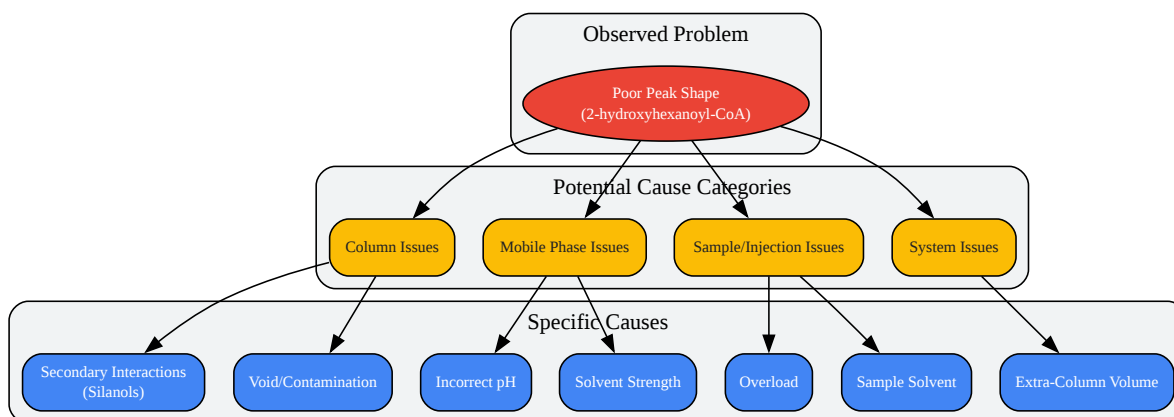 Observed Problem
Poor Peak Shape
(2-hydroxyhexanoyl-CoA)
Potential Cause Categories
Column Issues
Mobile Phase Issues
Sample/Injection Issues
System Issues
Specific Causes
Secondary Interactions
(Silanols)
Void/Contamination
Incorrect pH
Solvent Strength
Overload
Sample Solvent
Extra-Column Volume